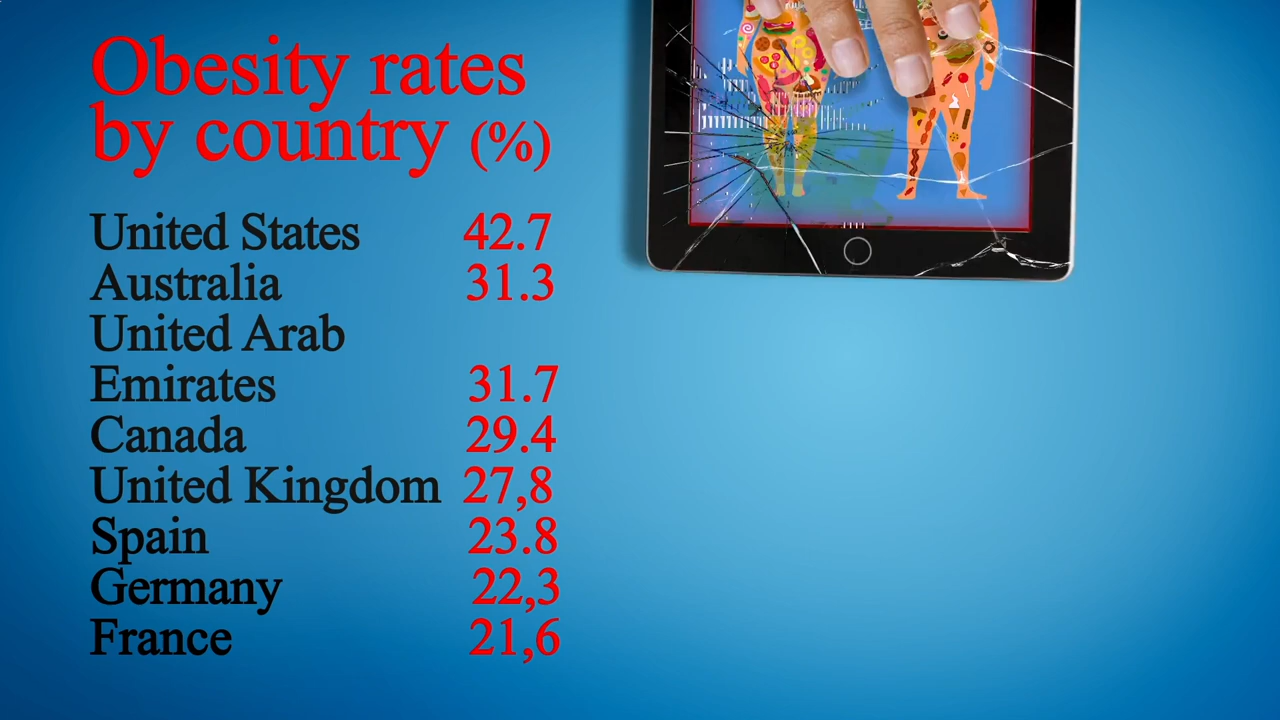 Obesity rates
by country (%)
United States 42.7
Australia 31.3
United Arab
Emirates 31.7
Canada 29.4
United Kingdom 27,8
Spain 23.8
Germany 22,3
France 21,6